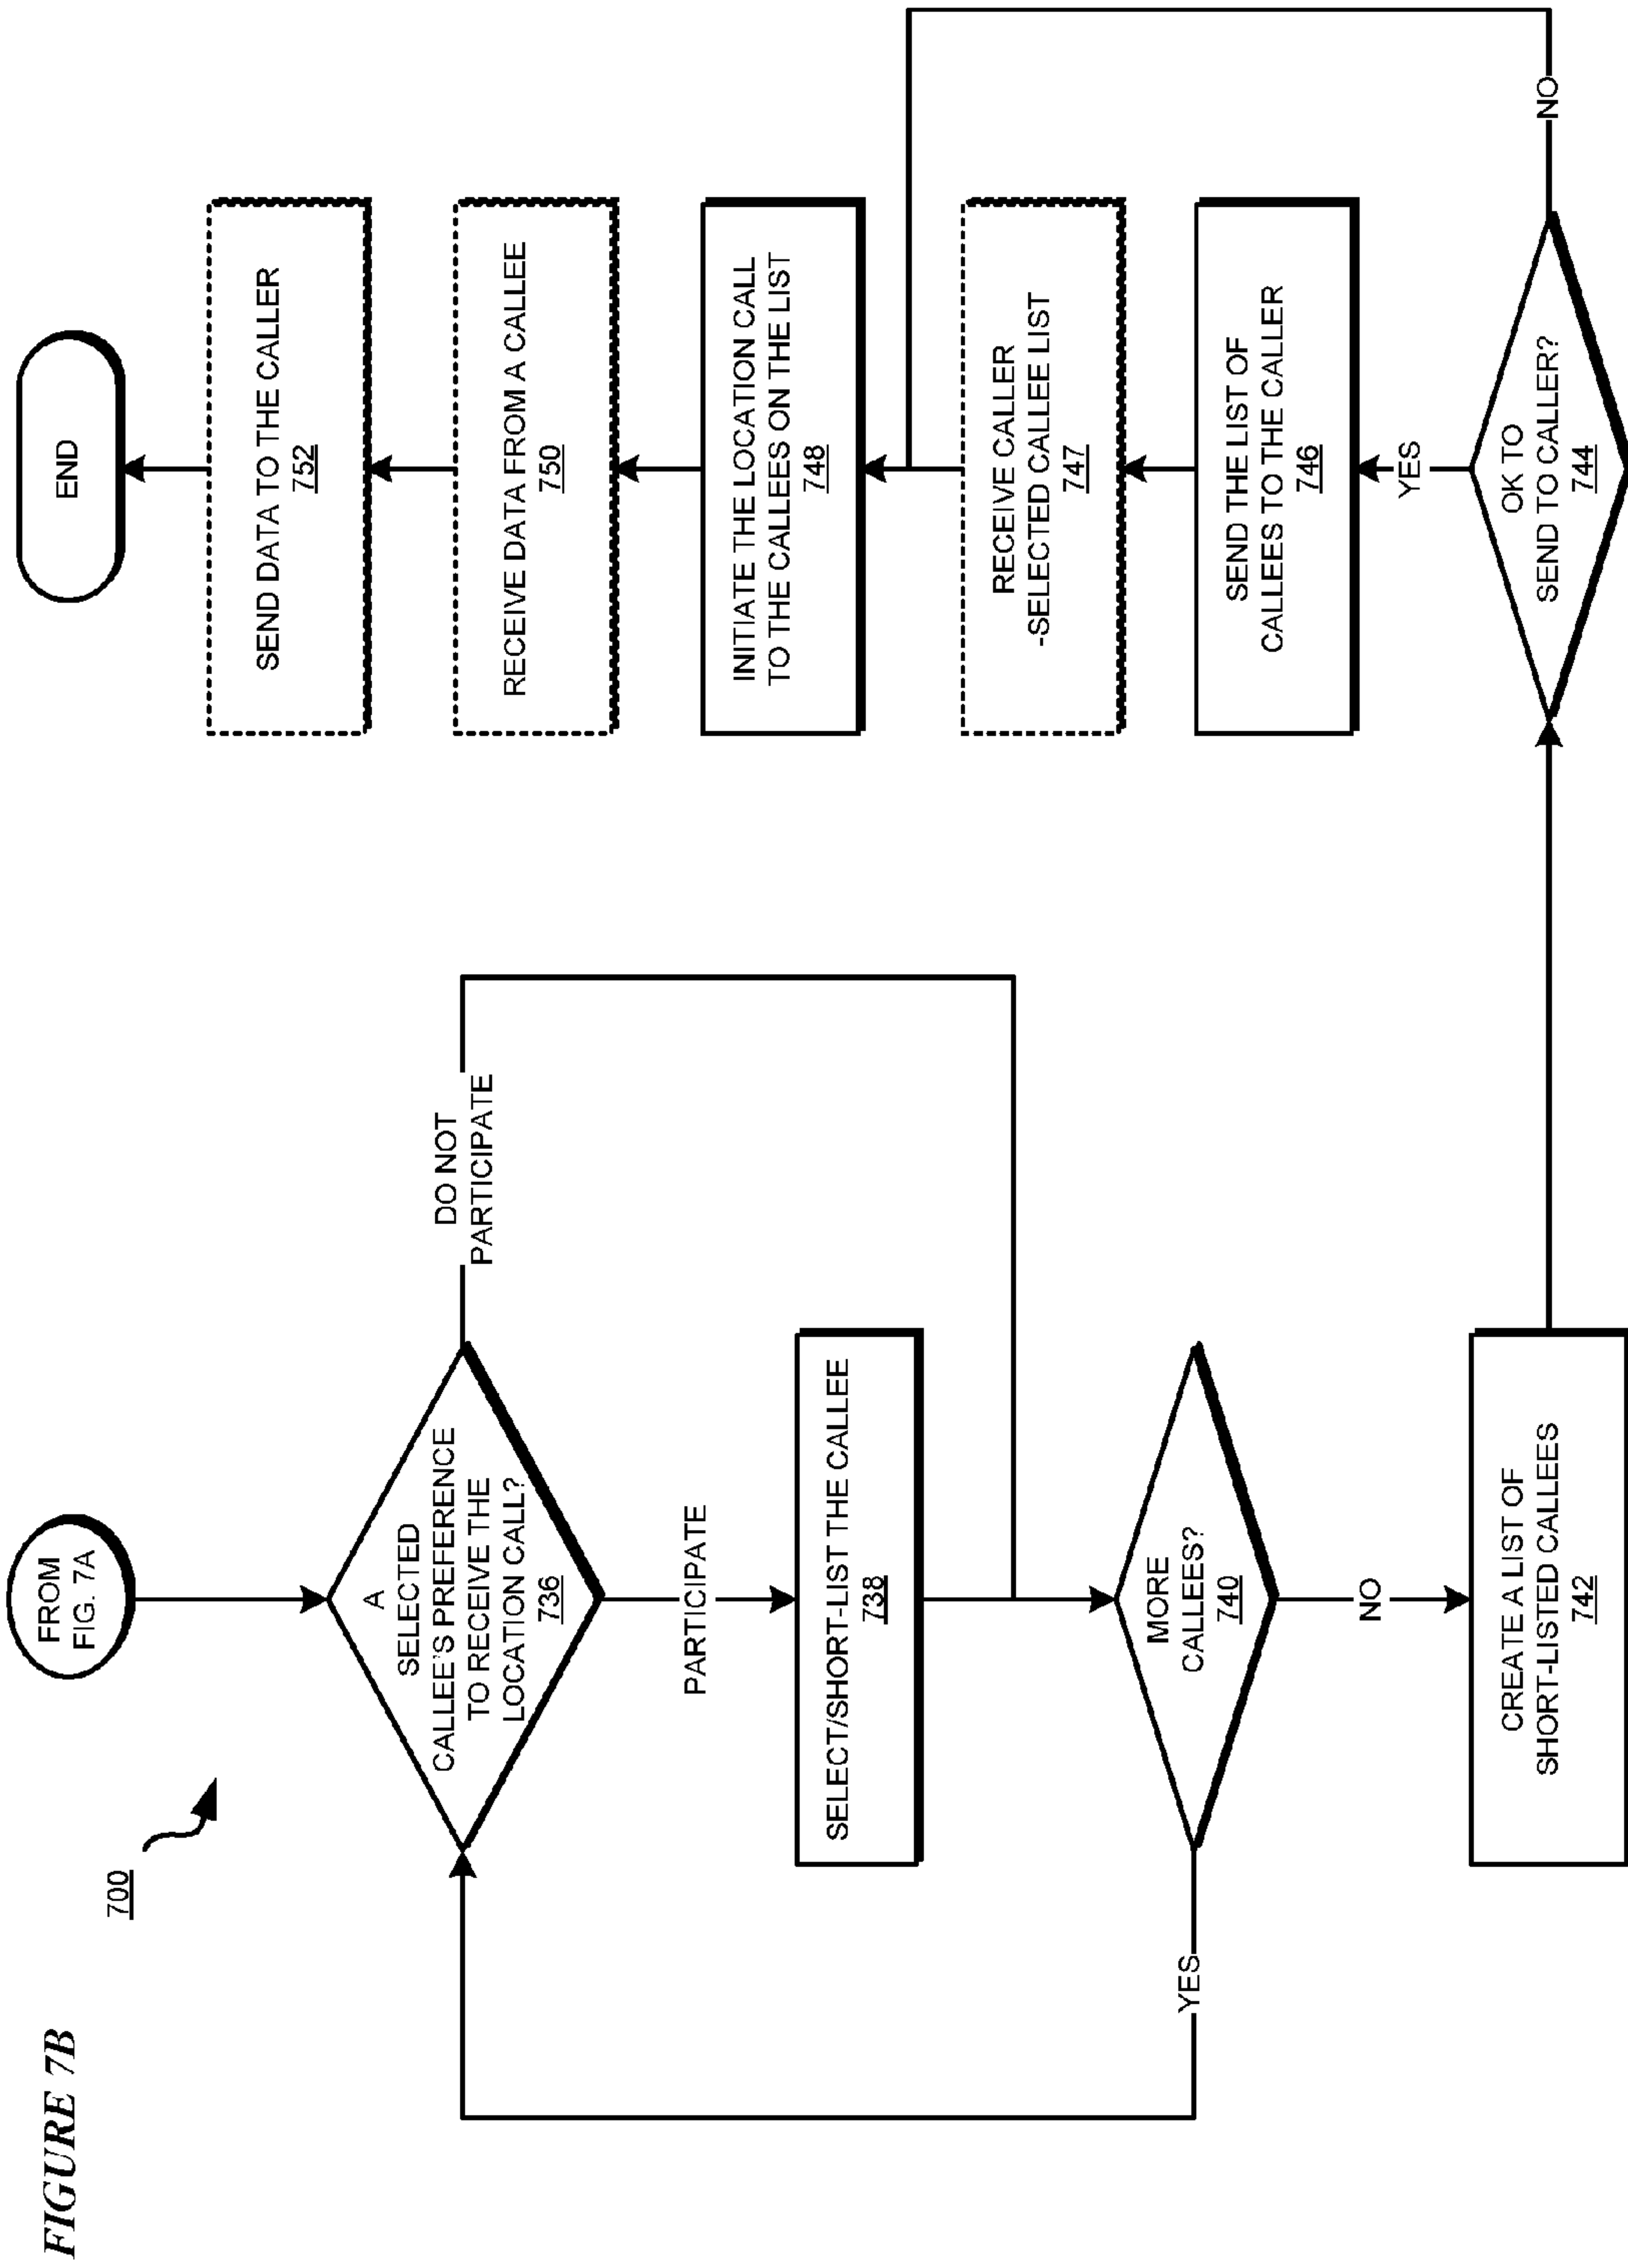 FIGURE 7B
700
FROM
FIG. 7A
A
SELECTED
CALLEE'S PREFERENCE
TO RECEIVE THE
LOCATION CALL?
736
DO NOT
PARTICIPATE
PARTICIPATE
SELECT/SHORT-LIST THE CALLEE
738
MORE
CALLEES?
740
YES
NO
CREATE A LIST OF
SHORT-LISTED CALLEES
742
OK TO
SEND TO CALLER?
744
NO
YES
SEND THE LIST OF
CALLEES TO THE CALLER
746
RECEIVE CALLER
-SELECTED CALLEE LIST
747
INITIATE THE LOCATION CALL
TO THE CALLEES ON THE LIST
748
RECEIVE DATA FROM A CALLEE
750
SEND DATA TO THE CALLER
752
END